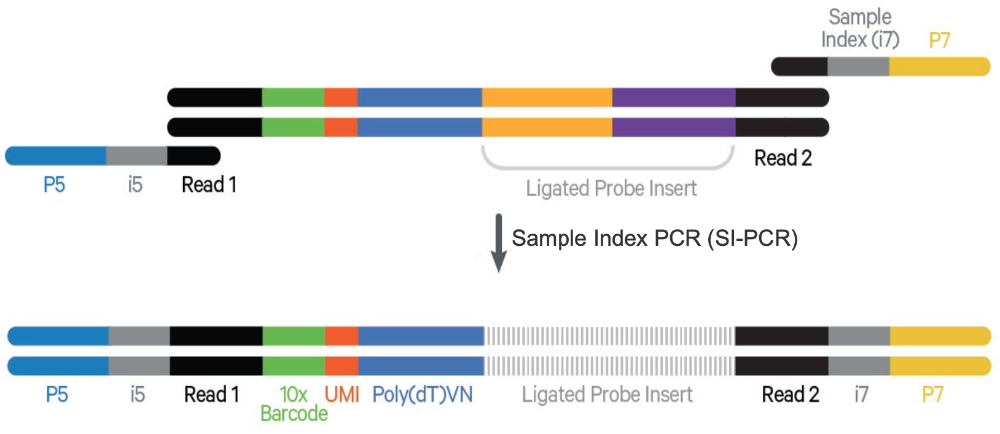 Sample
Index (i7)
P7
P5
i5
Read 1
Ligated Probe Insert
Read 2
Sample Index PCR (SI-PCR)
P5
i5
Read 1
10x
Barcode
UMI
Poly(dT)VN
Ligated Probe Insert
Read 2
i7
P7